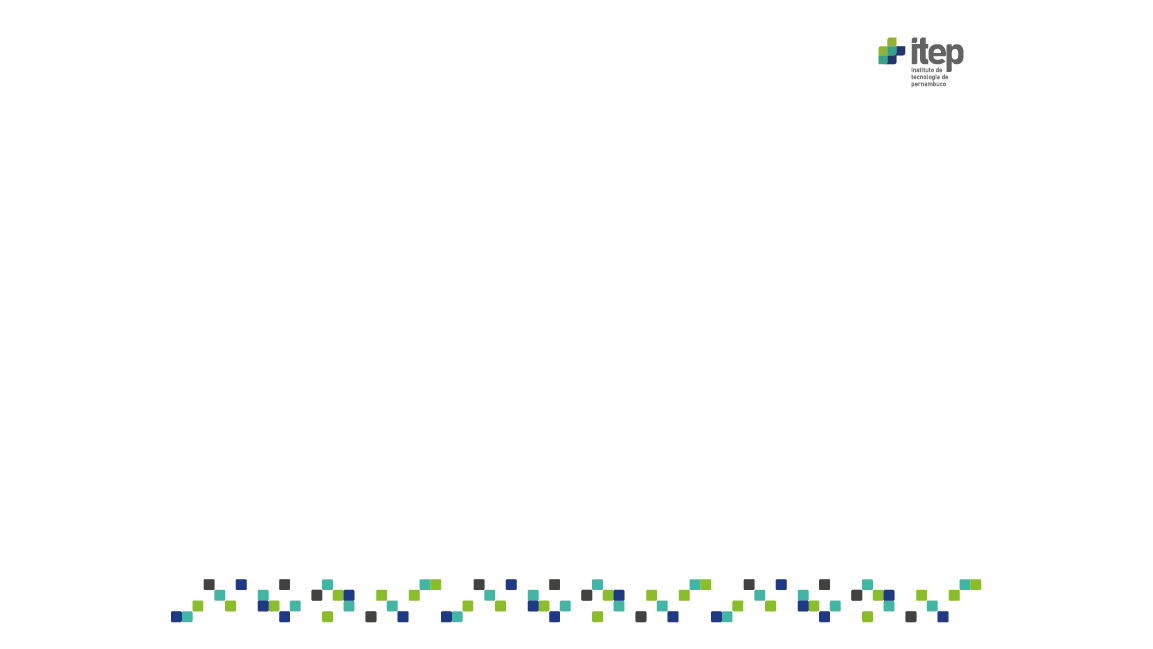 itep
instituto de
tecnologia de
pernambuco